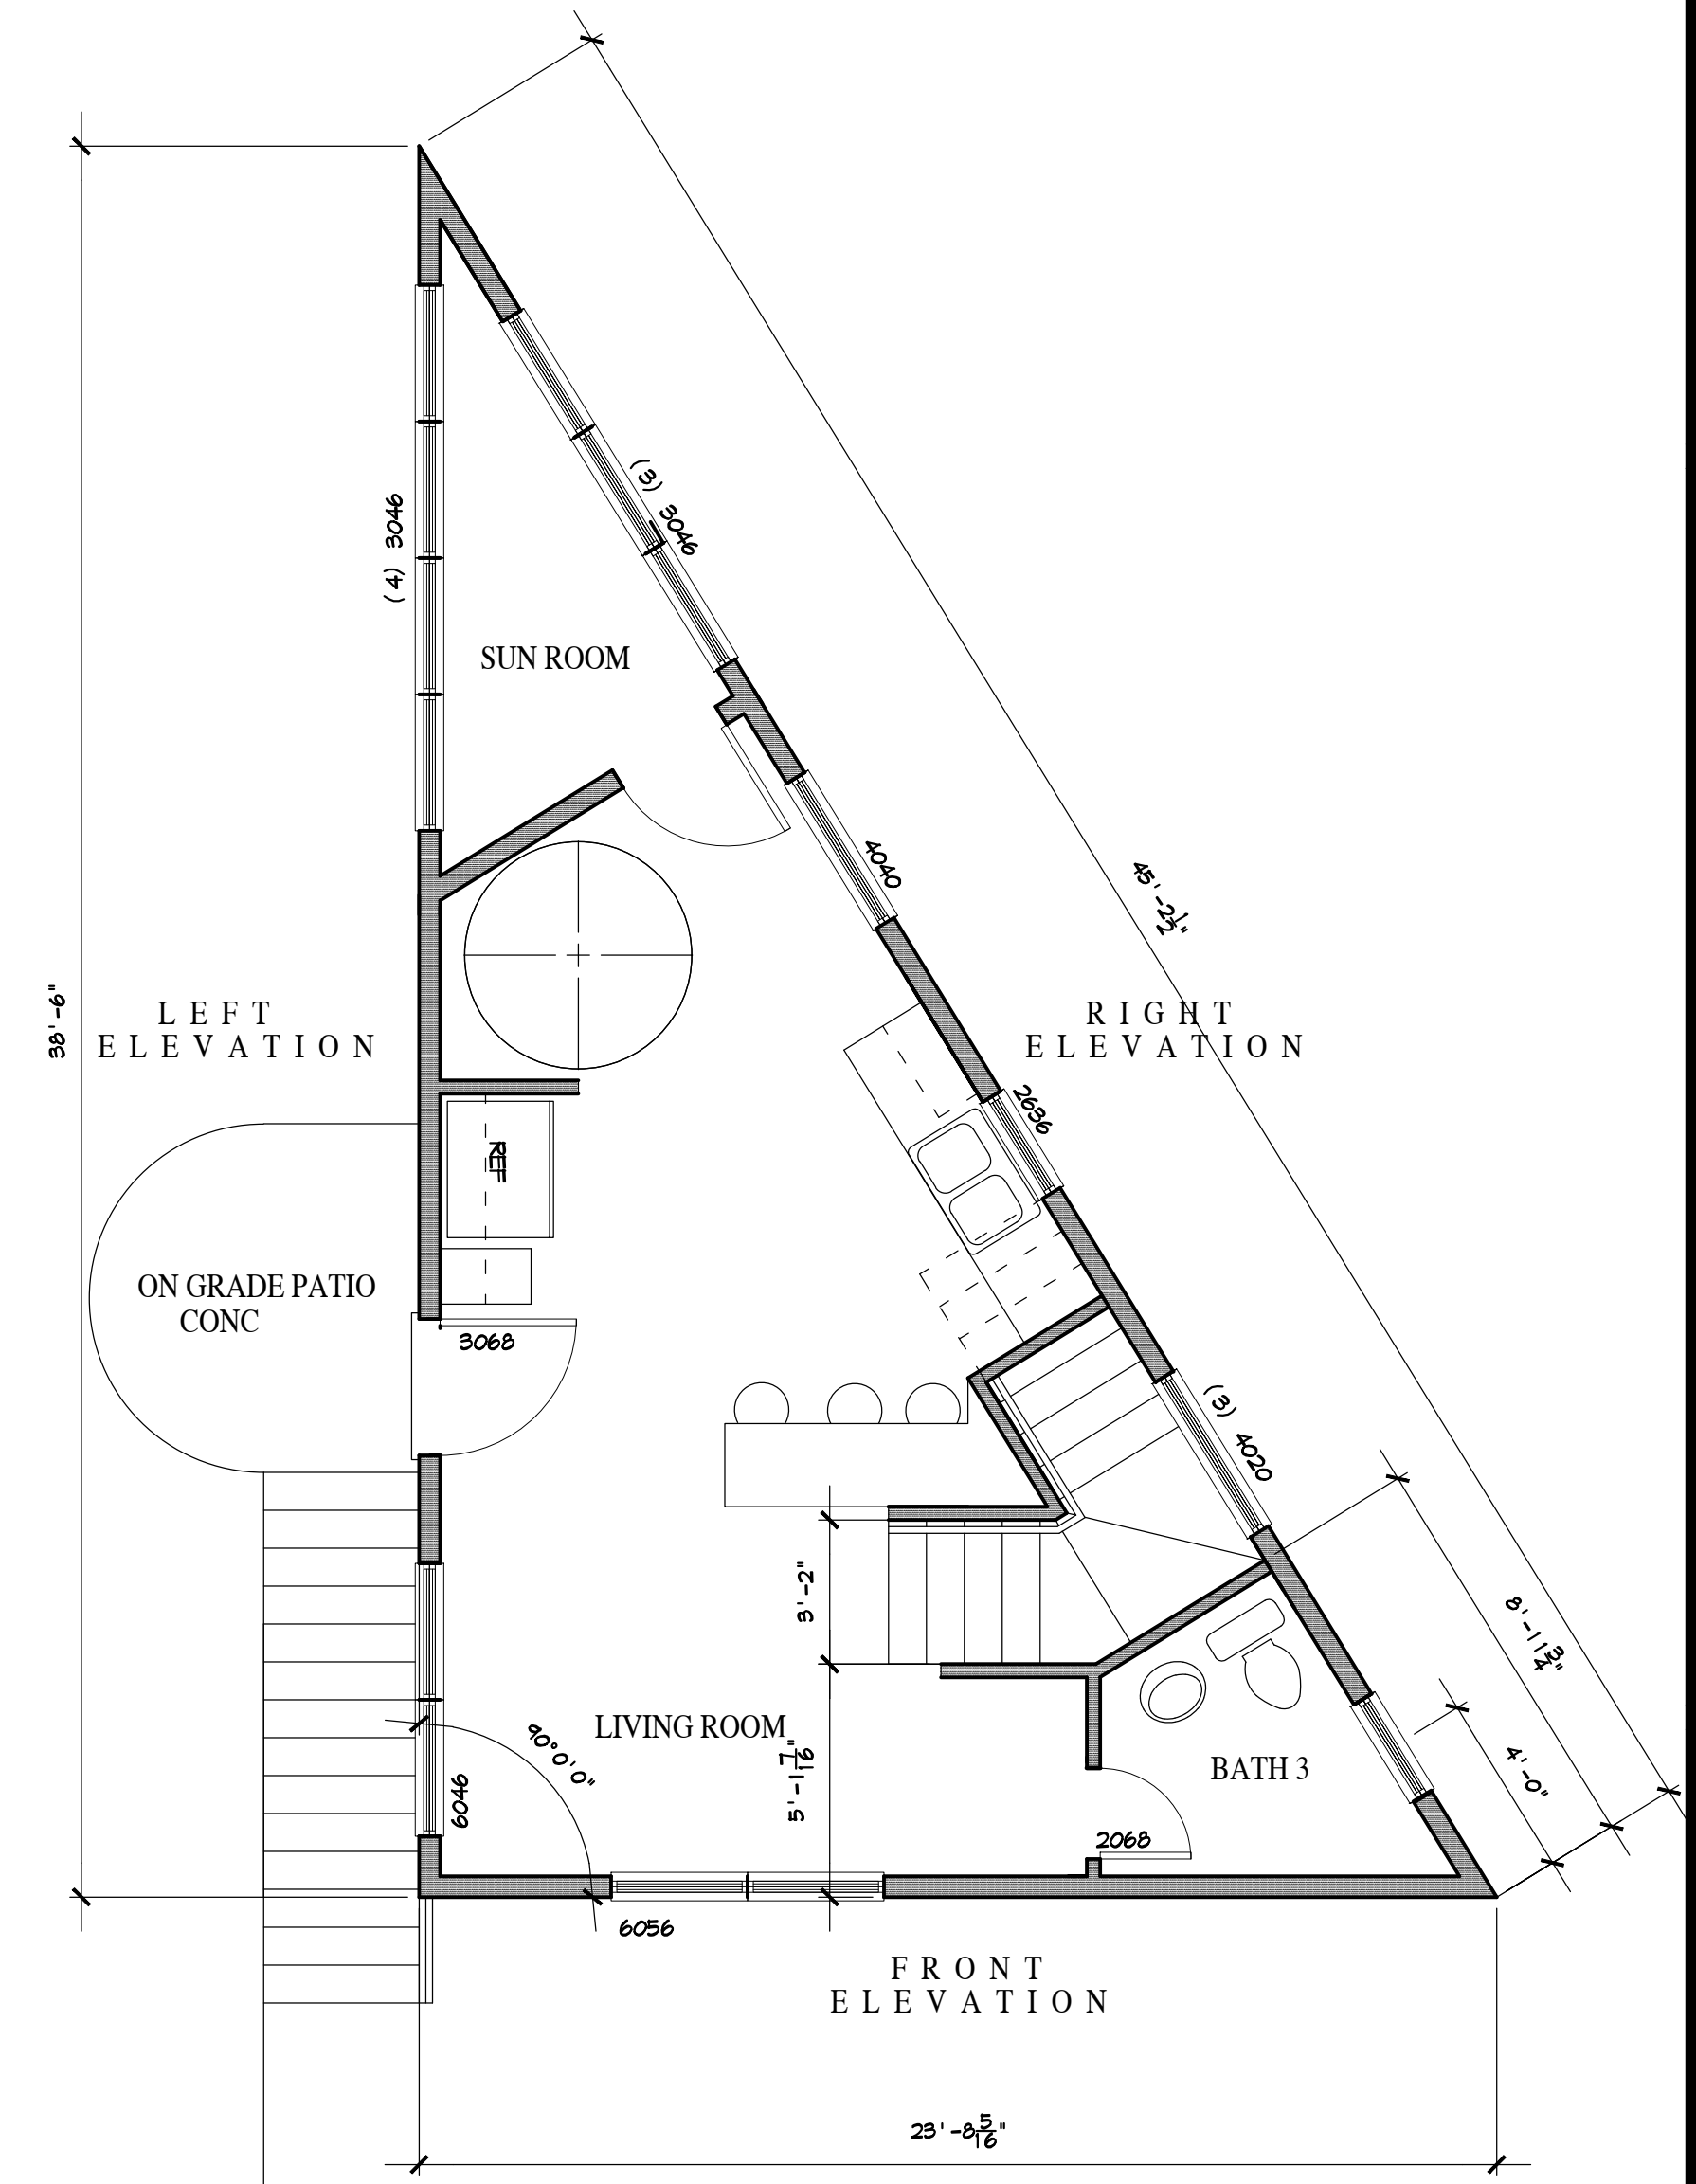 (4) 3046
(3) 3046
SUN ROOM
4040
45'-2 1/2"
38'-6"
LEFT
ELEVATION
RIGHT
ELEVATION
2636
REF
ON GRADE PATIO
CONC
3068
(3) 4020
3'-2"
8'-11 3/4"
LIVING ROOM
90°0'0"
5'-1 7/16"
BATH 3
4'-0"
6046
2068
6056
FRONT
ELEVATION
23'-8 5/16"